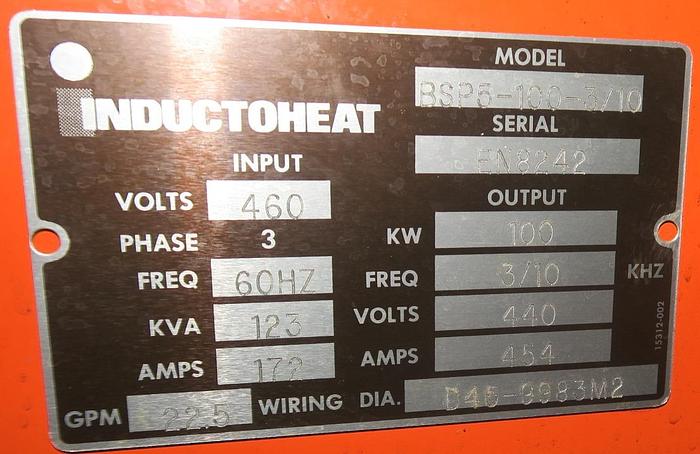 INDUCTOHEAT
MODEL
BSP5-100-3/10
SERIAL
EN8242
INPUT
VOLTS 460
PHASE 3
FREQ 60HZ
KVA 123
AMPS 172
GPM 22.5
OUTPUT
KW 100
FREQ 3/10 KHZ
VOLTS 440
AMPS 454
WIRING DIA. D46-9983M2
15312-002